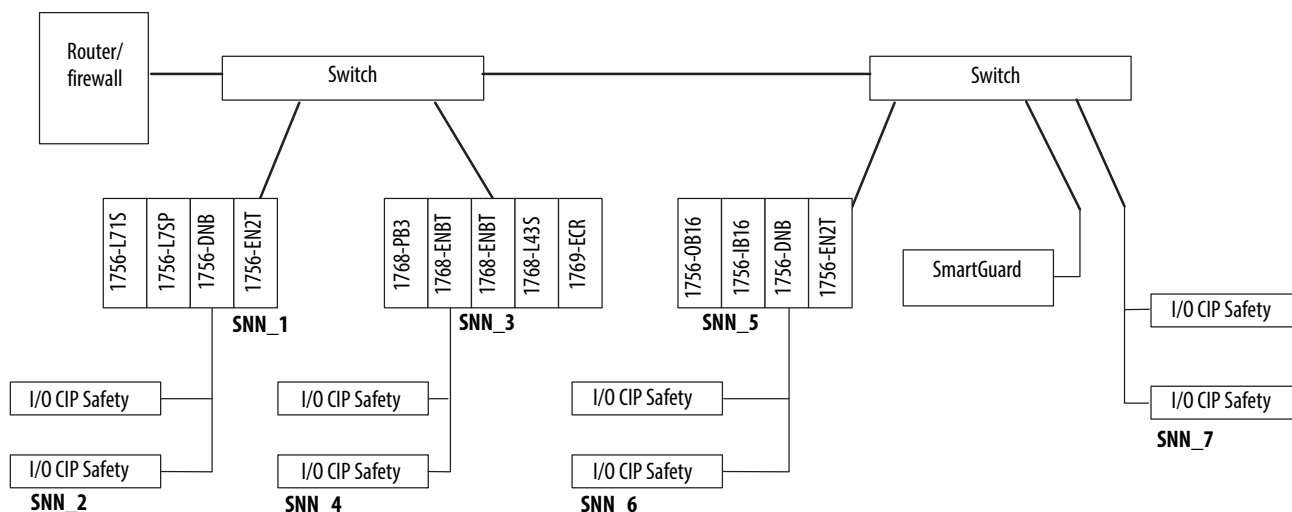 Router/
firewall
Switch
Switch
1756-L71S
1756-L7SP
1756-DNB
1756-EN2T
1768-PB3
1768-ENBT
1768-ENBT
1768-L43S
1769-ECR
1756-OB16
1756-IB16
1756-DNB
1756-EN2T
SmartGuard
SNN_1
SNN_3
SNN_5
I/O CIP Safety
I/O CIP Safety
I/O CIP Safety
I/O CIP Safety
I/O CIP Safety
SNN_7
I/O CIP Safety
I/O CIP Safety
I/O CIP Safety
SNN_2
SNN_4
SNN_6